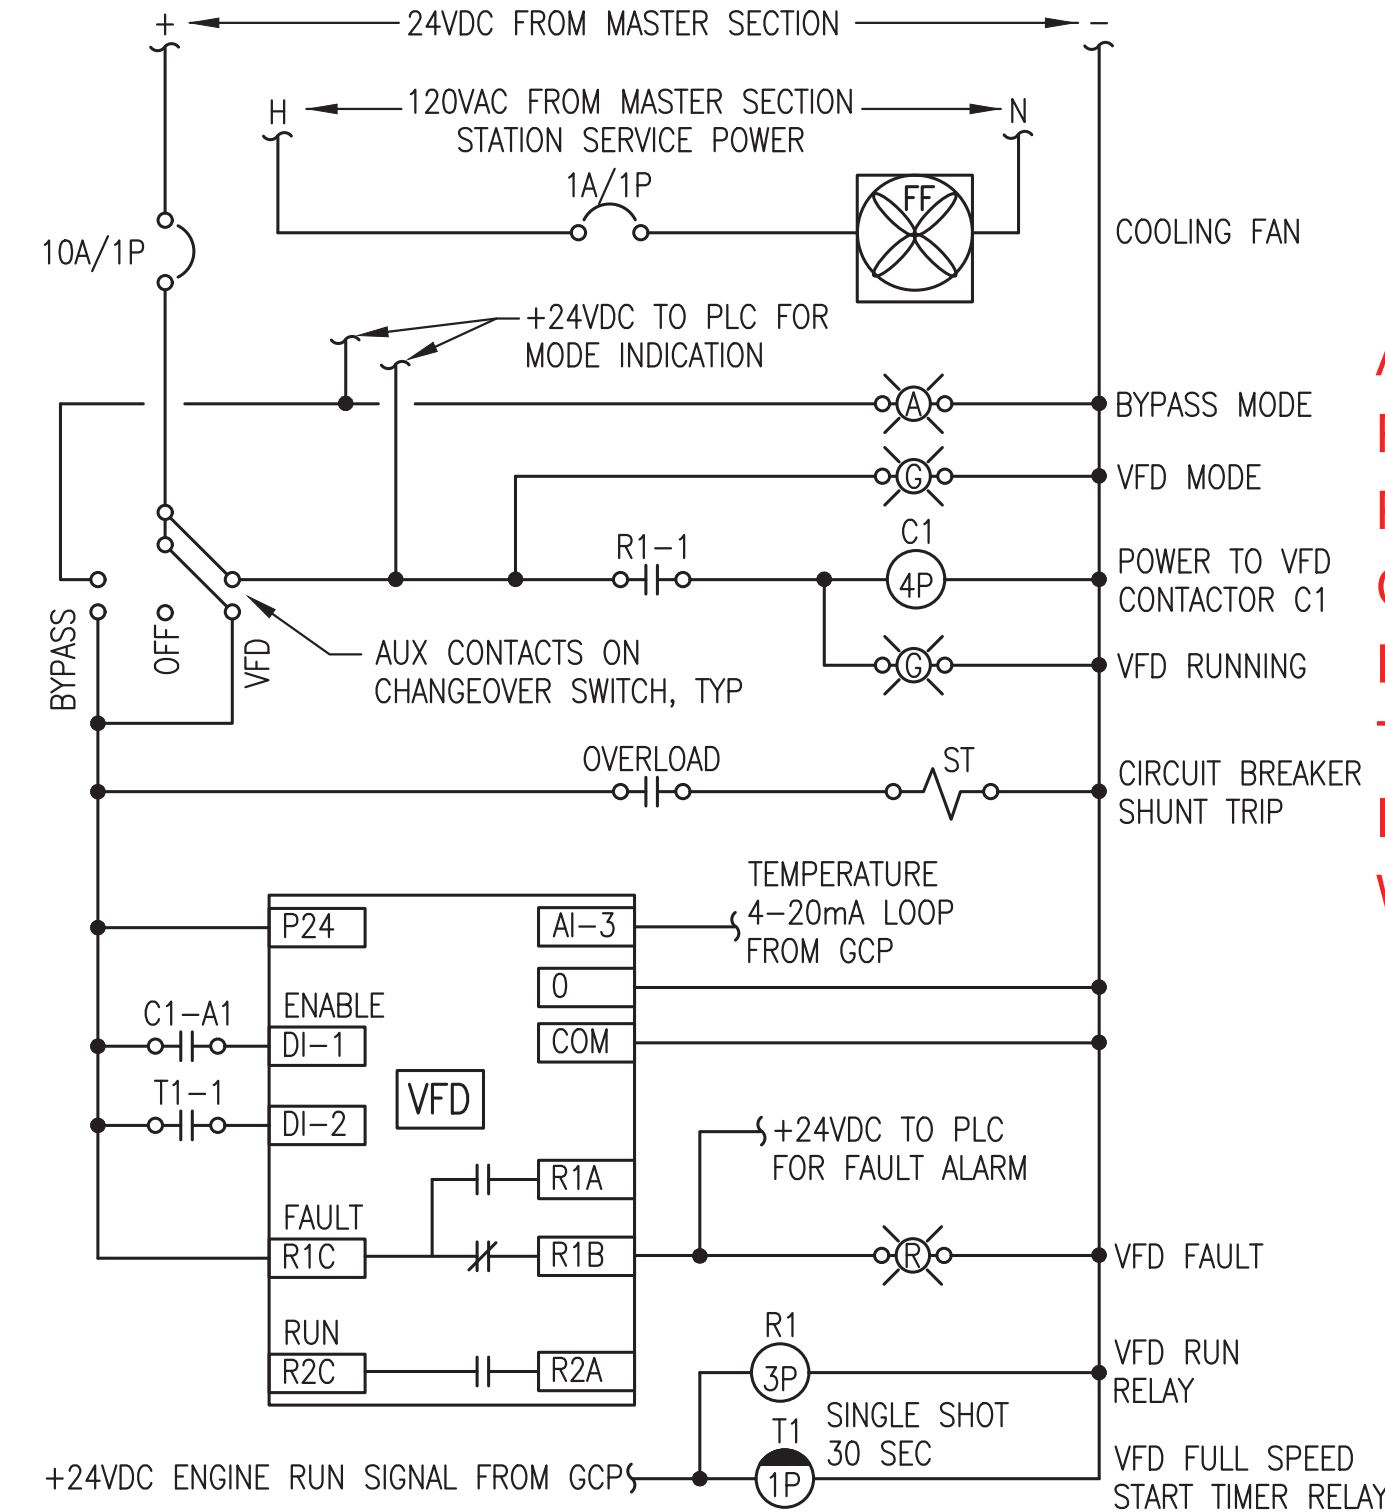 + 24VDC FROM MASTER SECTION −
H 120VAC FROM MASTER SECTION N
STATION SERVICE POWER
1A/1P
FF
COOLING FAN
10A/1P
+24VDC TO PLC FOR
MODE INDICATION
A
BYPASS MODE
G
VFD MODE
R1−1
C1
4P
POWER TO VFD
CONTACTOR C1
BYPASS
OFF
VFD
AUX CONTACTS ON
CHANGEOVER SWITCH, TYP
G
VFD RUNNING
OVERLOAD
ST
CIRCUIT BREAKER
SHUNT TRIP
TEMPERATURE
4−20mA LOOP
FROM GCP
P24
AI−3
0
ENABLE
C1−A1
DI−1
COM
VFD
T1−1
DI−2
+24VDC TO PLC
FOR FAULT ALARM
R1A
FAULT
R1C
R1B
R
VFD FAULT
RUN
R2C
R2A
R1
3P
VFD RUN
RELAY
SINGLE SHOT
30 SEC
T1
1P
+24VDC ENGINE RUN SIGNAL FROM GCP
VFD FULL SPEED
START TIMER RELAY